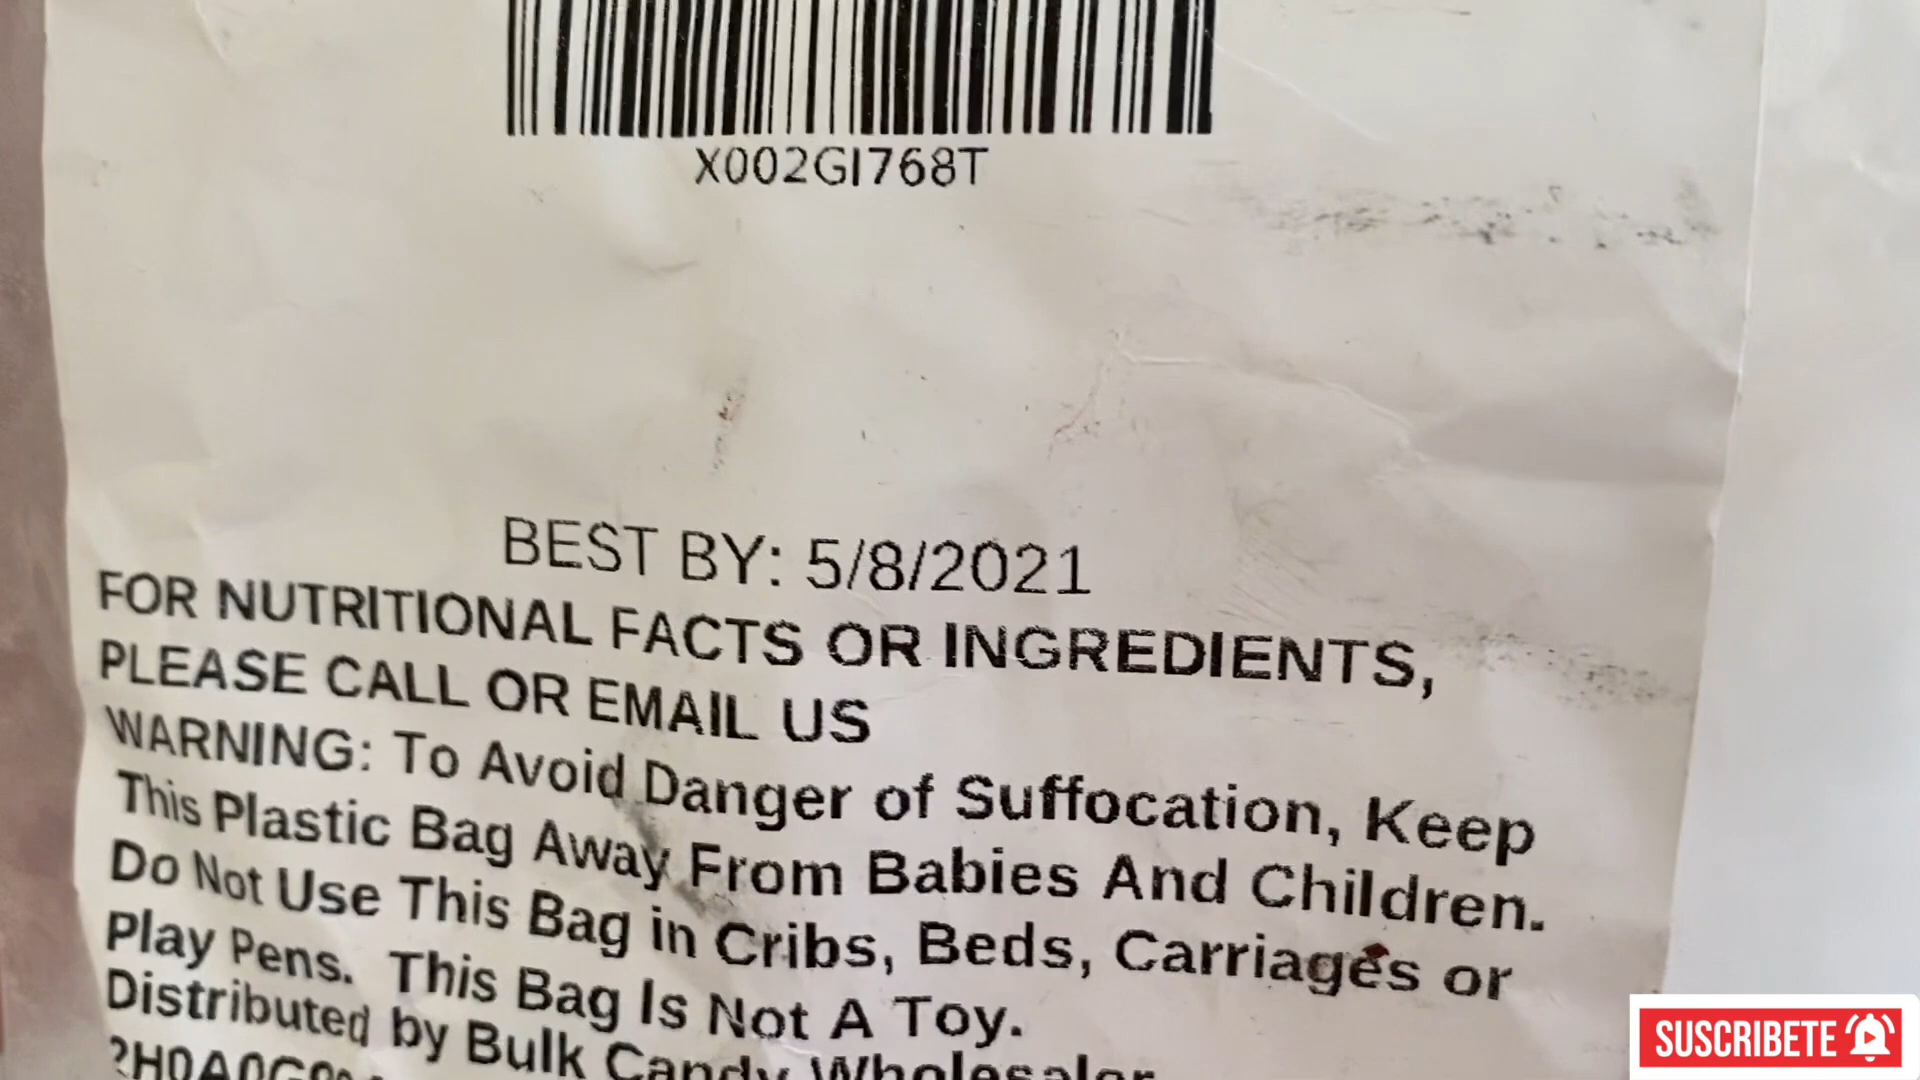 X002GI768T
BEST BY: 5/8/2021
FOR NUTRITIONAL FACTS OR INGREDIENTS,
PLEASE CALL OR EMAIL US
WARNING: To Avoid Danger of Suffocation, Keep
This Plastic Bag Away From Babies And Children.
Do Not Use This Bag in Cribs, Beds, Carriages or
Play Pens. This Bag Is Not A Toy.
Distributed by Bulk Candy Wholesaler
SUSCRIBETE